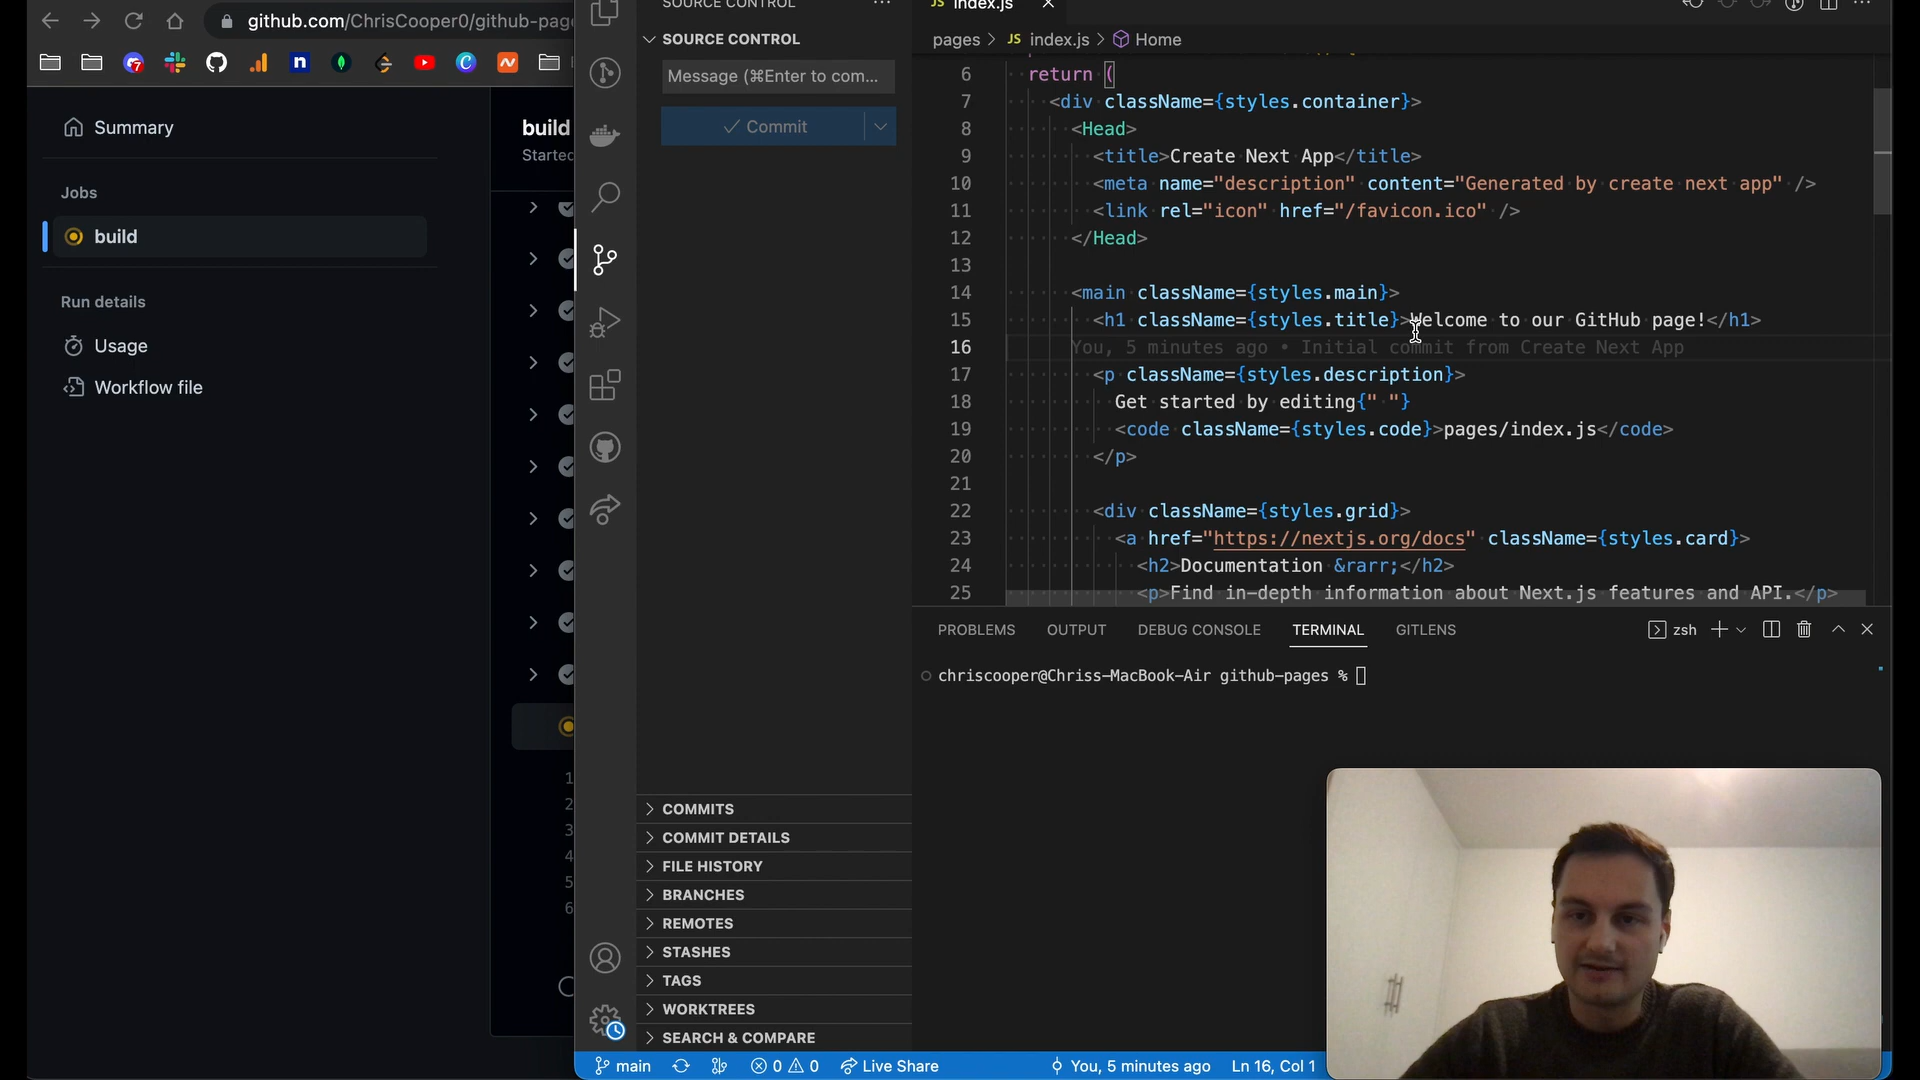 github.com/ChrisCooper0/github-page
Summary
Jobs
build
Run details
Usage
Workflow file
build
Started
1
2
3
4
5
6
7
SOURCE CONTROL
SOURCE CONTROL
Message (⌘Enter to com...
Commit
COMMITS
COMMIT DETAILS
FILE HISTORY
BRANCHES
REMOTES
STASHES
TAGS
WORKTREES
SEARCH & COMPARE
JS index.js
pages > JS index.js > Home
6 return (
7 <div className={styles.container}>
8 <Head>
9 <title>Create Next App</title>
10 <meta name="description" content="Generated by create next app" />
11 <link rel="icon" href="/favicon.ico" />
12 </Head>
13
14 <main className={styles.main}>
15 <h1 className={styles.title}>Welcome to our GitHub page!</h1>
16 You, 5 minutes ago • Initial commit from Create Next App
17 <p className={styles.description}>
18 Get started by editing{" "}
19 <code className={styles.code}>pages/index.js</code>
20 </p>
21
22 <div className={styles.grid}>
23 <a href="https://nextjs.org/docs" className={styles.card}>
24 <h2>Documentation &rarr;</h2>
25 <p>Find in-depth information about Next.js features and API.</p>
PROBLEMS OUTPUT DEBUG CONSOLE TERMINAL GITLENS zsh
chriscooper@Chriss-MacBook-Air github-pages %
main 0 0 Live Share You, 5 minutes ago Ln 16, Col 1